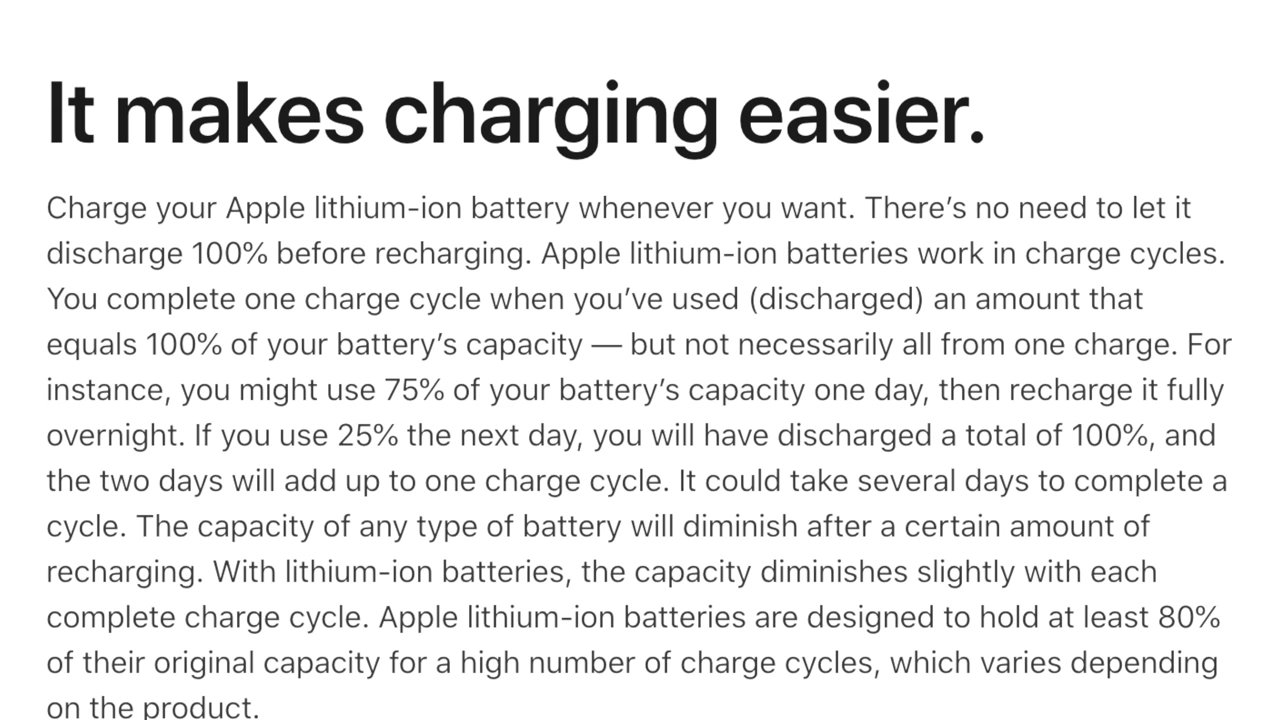 It makes charging easier.
Charge your Apple lithium-ion battery whenever you want. There’s no need to let it
discharge 100% before recharging. Apple lithium-ion batteries work in charge cycles.
You complete one charge cycle when you’ve used (discharged) an amount that
equals 100% of your battery’s capacity — but not necessarily all from one charge. For
instance, you might use 75% of your battery’s capacity one day, then recharge it fully
overnight. If you use 25% the next day, you will have discharged a total of 100%, and
the two days will add up to one charge cycle. It could take several days to complete a
cycle. The capacity of any type of battery will diminish after a certain amount of
recharging. With lithium-ion batteries, the capacity diminishes slightly with each
complete charge cycle. Apple lithium-ion batteries are designed to hold at least 80%
of their original capacity for a high number of charge cycles, which varies depending
on the product.